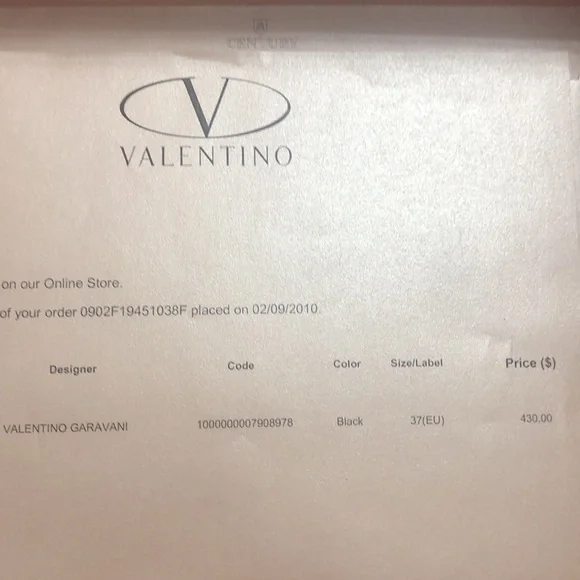 CENTURY
V
VALENTINO
on our Online Store.
of your order 0902F19451038F placed on 02/09/2010.
Designer Code Color Size/Label Price ($)
VALENTINO GARAVANI 1000000007908978 Black 37(EU) 430.00